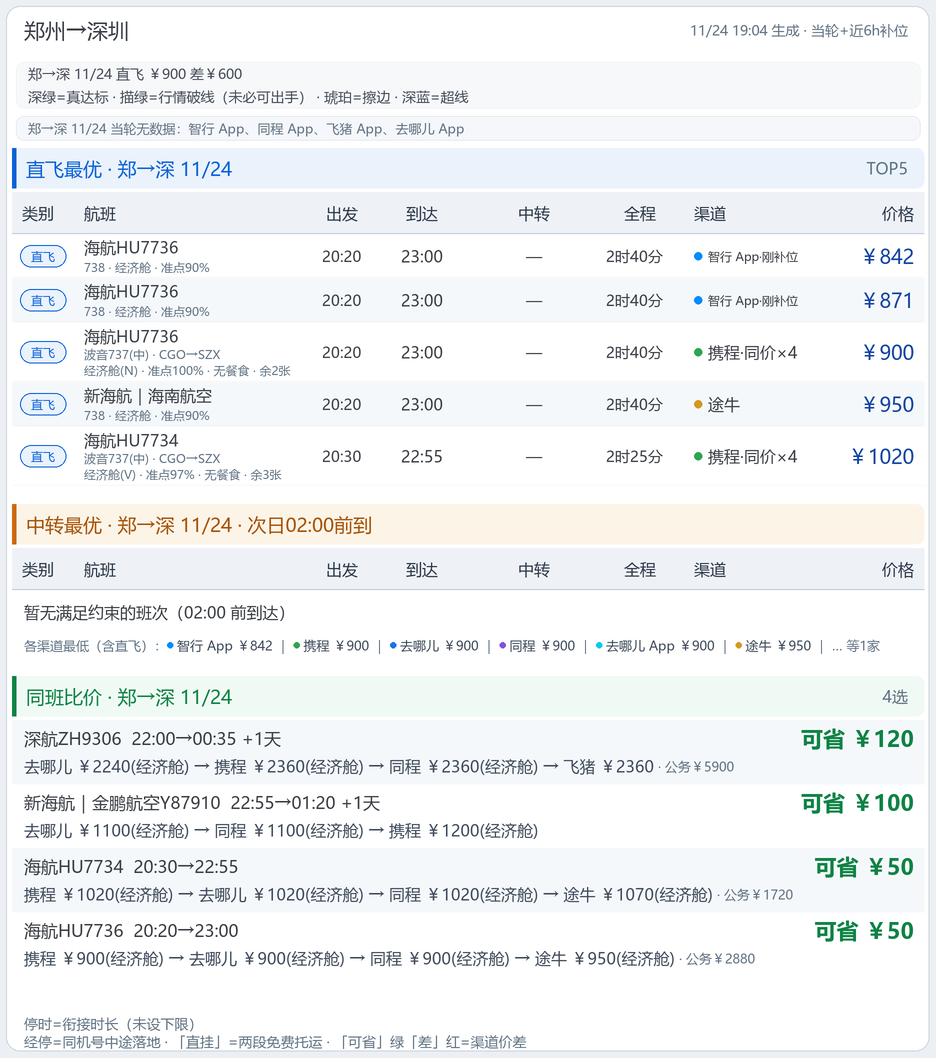 郑州→深圳
11/24 19:04 生成 · 当轮+近6h补位
郑→深 11/24 直飞 ￥900 差￥600
深绿=真达标 · 描绿=行情破线（未必可出手） · 琥珀=擦边 · 深蓝=超线
郑→深 11/24 当轮无数据：智行 App、同程 App、飞猪 App、去哪儿 App
直飞最优 · 郑→深 11/24 TOP5
类别 航班 出发 到达 中转 全程 渠道 价格
直飞 海航HU7736 20:20 23:00 — 2时40分 智行 App·刚补位 ￥842
738 · 经济舱 · 准点90%
直飞 海航HU7736 20:20 23:00 — 2时40分 智行 App·刚补位 ￥871
738 · 经济舱 · 准点90%
海航HU7736
直飞 波音737(中) · CGO→SZX 20:20 23:00 — 2时40分 携程·同价×4 ￥900
经济舱(N) · 准点100% · 无餐食 · 余2张
直飞 新海航｜海南航空 20:20 23:00 — 2时40分 途牛 ￥950
738 · 经济舱 · 准点90%
海航HU7734
直飞 波音737(中) · CGO→SZX 20:30 22:55 — 2时25分 携程·同价×4 ￥1020
经济舱(V) · 准点97% · 无餐食 · 余3张
中转最优 · 郑→深 11/24 · 次日02:00前到
类别 航班 出发 到达 中转 全程 渠道 价格
暂无满足约束的班次（02:00 前到达）
各渠道最低（含直飞）: 智行 App ￥842 | 携程 ￥900 | 去哪儿 ￥900 | 同程 ￥900 | 去哪儿 App ￥900 | 途牛 ￥950 | ... 等1家
同班比价 · 郑→深 11/24 4选
深航ZH9306 22:00→00:35 +1天 可省 ￥120
去哪儿 ￥2240(经济舱) → 携程 ￥2360(经济舱) → 同程 ￥2360(经济舱) → 飞猪 ￥2360 · 公务￥5900
新海航｜金鹏航空Y87910 22:55→01:20 +1天 可省 ￥100
去哪儿 ￥1100(经济舱) → 同程 ￥1100(经济舱) → 携程 ￥1200(经济舱)
海航HU7734 20:30→22:55 可省 ￥50
携程 ￥1020(经济舱) → 去哪儿 ￥1020(经济舱) → 同程 ￥1020(经济舱) → 途牛 ￥1070(经济舱) · 公务￥1720
海航HU7736 20:20→23:00 可省 ￥50
携程 ￥900(经济舱) → 去哪儿 ￥900(经济舱) → 同程 ￥900(经济舱) → 途牛 ￥950(经济舱) · 公务￥2880
停时=衔接时长（未设下限）
经停=同机号中途落地 · 「直挂」=两段免费托运 · 「可省」绿「差」红=渠道价差